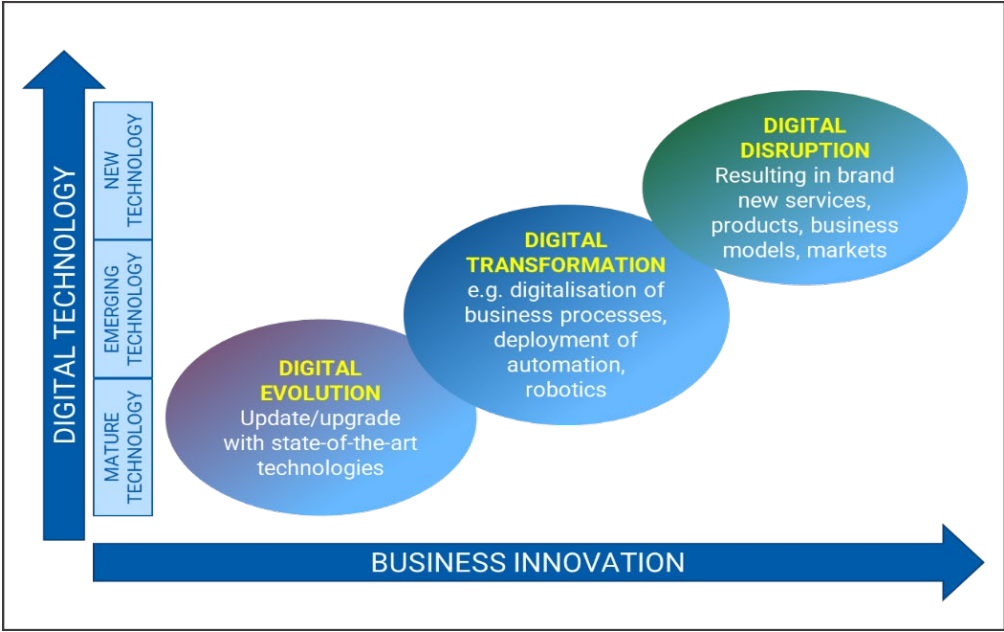 DIGITAL TECHNOLOGY
NEW
TECHNOLOGY
EMERGING
TECHNOLOGY
MATURE
TECHNOLOGY
DIGITAL
EVOLUTION
Update/upgrade
with state-of-the-art
technologies
DIGITAL
TRANSFORMATION
e.g. digitalisation of
business processes,
deployment of
automation,
robotics
DIGITAL
DISRUPTION
Resulting in brand
new services,
products, business
models, markets
BUSINESS INNOVATION